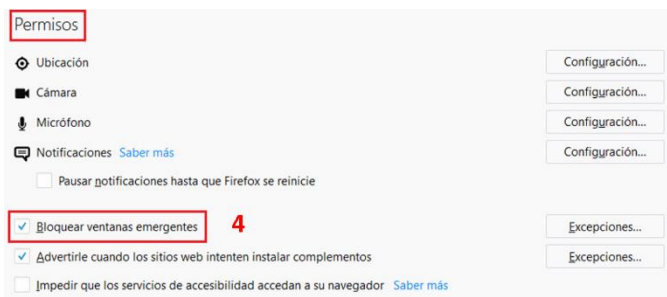 Permisos
Ubicación Configuración...
Cámara Configuración...
Micrófono Configuración...
Notificaciones Saber más Configuración...
Pausar notificaciones hasta que Firefox se reinicie
Bloquear ventanas emergentes 4 Excepciones...
Advertirle cuando los sitios web intenten instalar complementos Excepciones...
Impedir que los servicios de accesibilidad accedan a su navegador Saber más